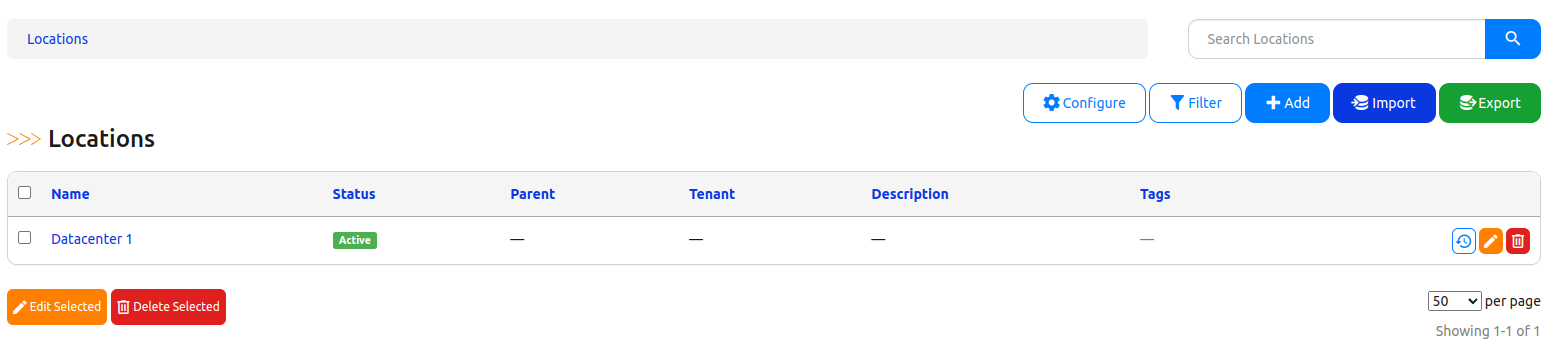 Locations
Search Locations
Configure Filter Add Import Export
>>> Locations
Name Status Parent Tenant Description Tags
Datacenter 1 Active — — — —
Edit Selected Delete Selected
50 per page
Showing 1-1 of 1